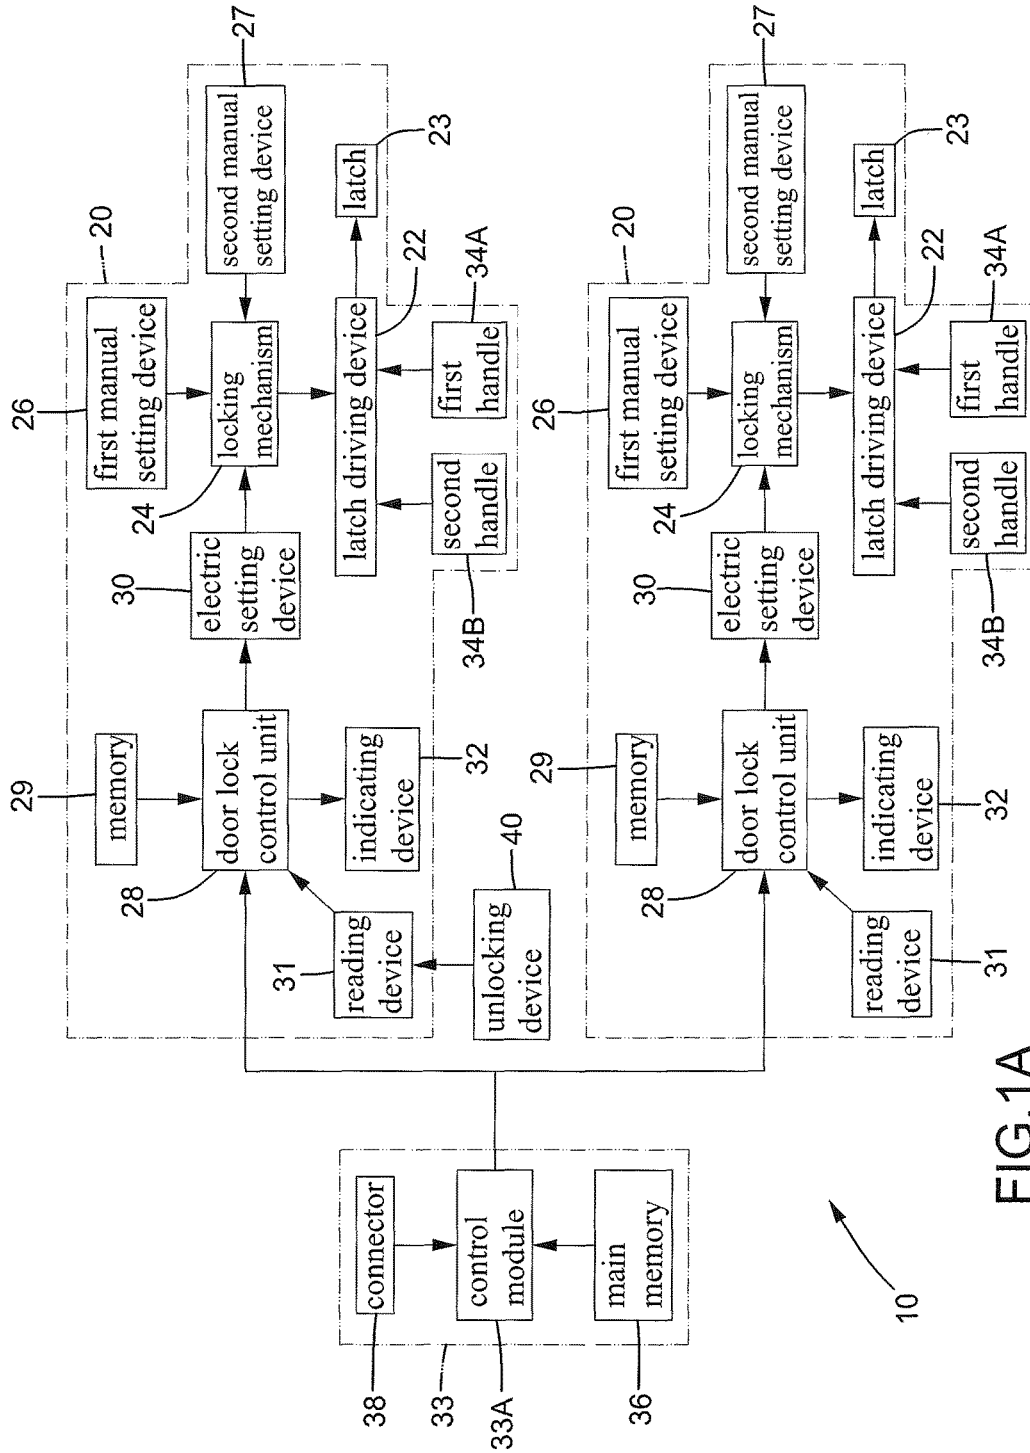 20
26
first manual
setting device
second manual
setting device
27
24
locking
mechanism
latch
23
latch driving device
22
first
handle
34A
second
handle
34B
30
electric
setting
device
29
memory
28
door lock
control unit
indicating
device
32
31
reading
device
unlocking
device
40
38
connector
33
control
module
33A
main
memory
36
20
26
first manual
setting device
second manual
setting device
27
24
locking
mechanism
latch
23
latch driving device
22
first
handle
34A
second
handle
34B
30
electric
setting
device
29
memory
28
door lock
control unit
indicating
device
32
reading
device
31
10
FIG.1A